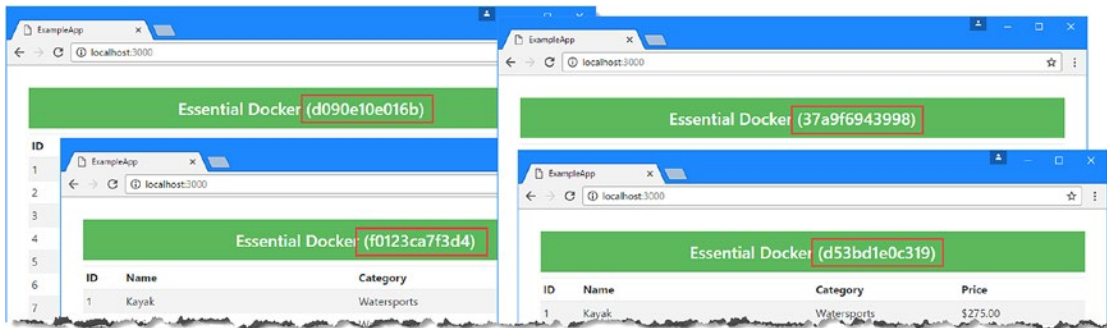 ExampleApp
localhost:3000
Essential Docker (d090e10e016b)
ID
1
2
3
4
5
6
7
ExampleApp
localhost:3000
Essential Docker (f0123ca7f3d4)
ID Name Category
1 Kayak Watersports
ExampleApp
localhost:3000
Essential Docker (37a9f6943998)
ExampleApp
localhost:3000
Essential Docker (d53bd1e0c319)
ID Name Category Price
1 Kayak Watersports $275.00